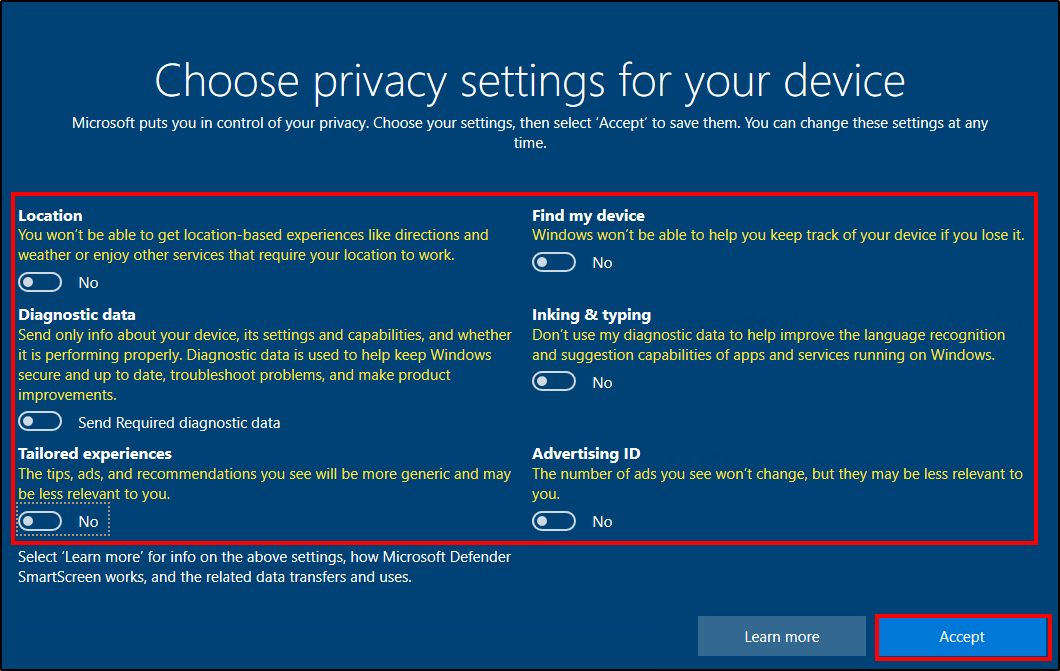 Choose privacy settings for your device
Microsoft puts you in control of your privacy. Choose your settings, then select ‘Accept’ to save them. You can change these settings at any
time.
Location
You won’t be able to get location-based experiences like directions and
weather or enjoy other services that require your location to work.
No
Find my device
Windows won’t be able to help you keep track of your device if you lose it.
No
Diagnostic data
Send only info about your device, its settings and capabilities, and whether
it is performing properly. Diagnostic data is used to help keep Windows
secure and up to date, troubleshoot problems, and make product
improvements.
Send Required diagnostic data
Inking & typing
Don’t use my diagnostic data to help improve the language recognition
and suggestion capabilities of apps and services running on Windows.
No
Tailored experiences
The tips, ads, and recommendations you see will be more generic and may
be less relevant to you.
No
Advertising ID
The number of ads you see won’t change, but they may be less relevant to
you.
No
Select ‘Learn more’ for info on the above settings, how Microsoft Defender
SmartScreen works, and the related data transfers and uses.
Learn more
Accept